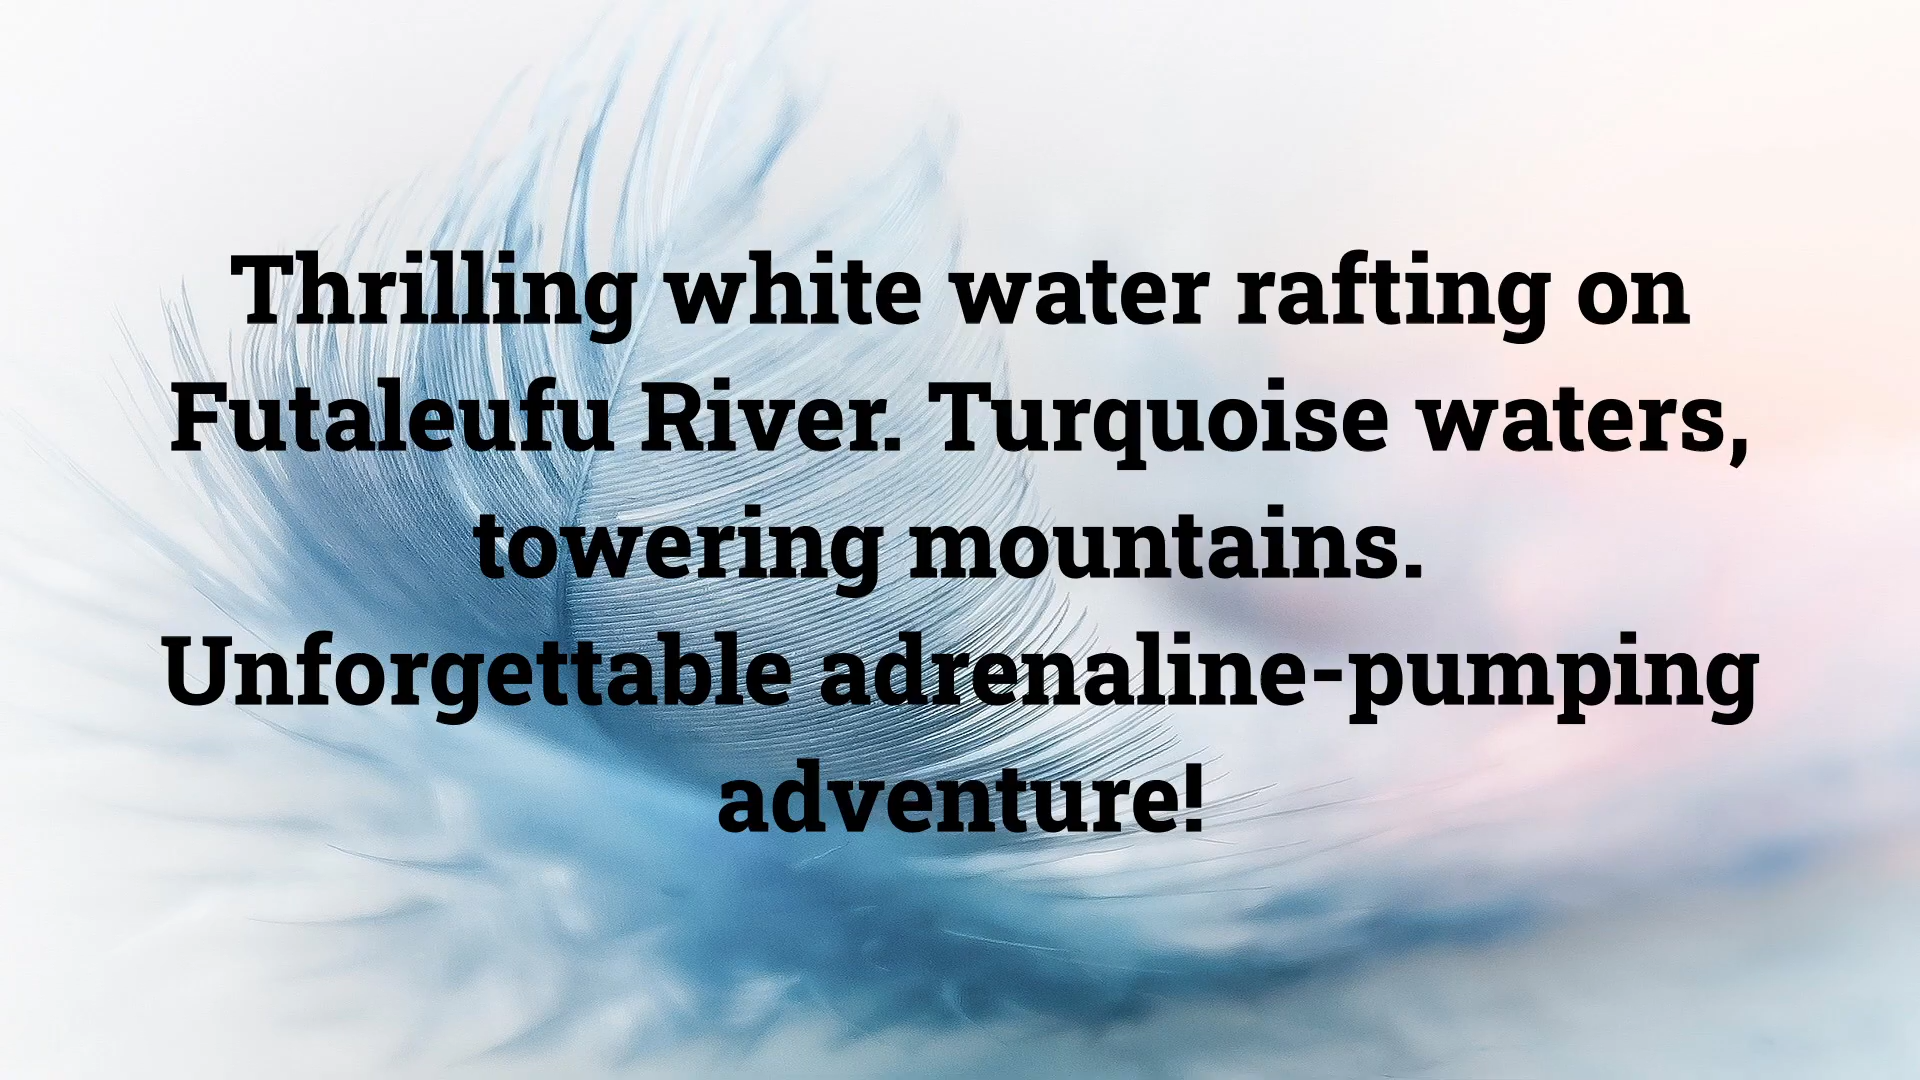 Thrilling white water rafting on
Futaleufu River. Turquoise waters,
towering mountains.
Unforgettable adrenaline-pumping
adventure!